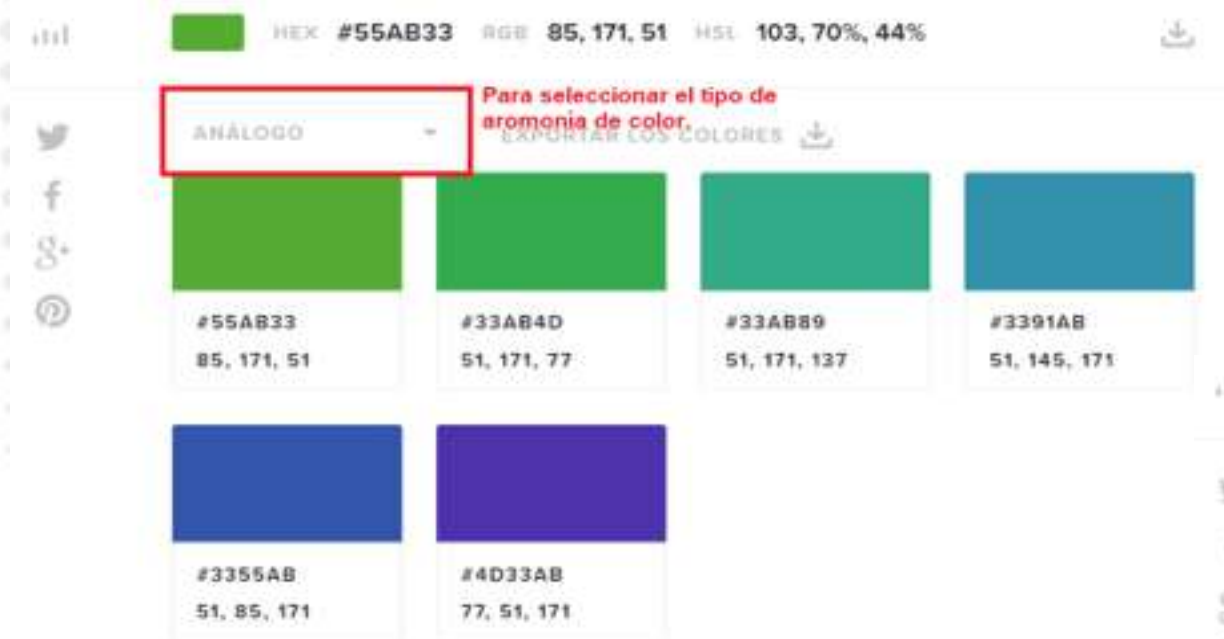 HEX #55AB33 RGB 85, 171, 51 HSL 103, 70%, 44%
Para seleccionar el tipo de
aromonia de color.
ANÁLOGO
EXPORTAR LOS COLORES
#55AB33 #33AB4D #33AB89 #3391AB
85, 171, 51 51, 171, 77 51, 171, 137 51, 145, 171
#3355AB #4D33AB
51, 85, 171 77, 51, 171